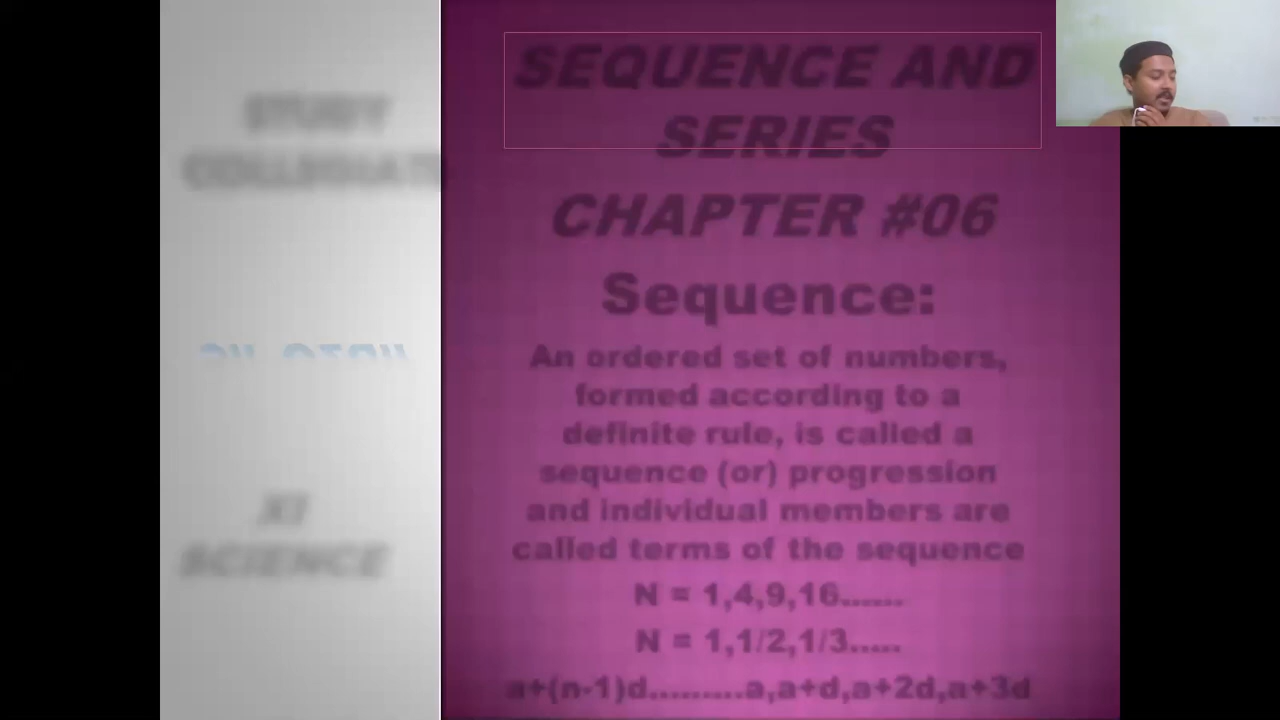 STUDY
COLLEGIATE
XI
SCIENCE
SEQUENCE AND
SERIES
CHAPTER #06
Sequence:
An ordered set of numbers,
formed according to a
definite rule, is called a
sequence (or) progression
and individual members are
called terms of the sequence
N = 1,4,9,16......
N = 1,1/2,1/3.....
a+(n-1)d.........a,a+d,a+2d,a+3d